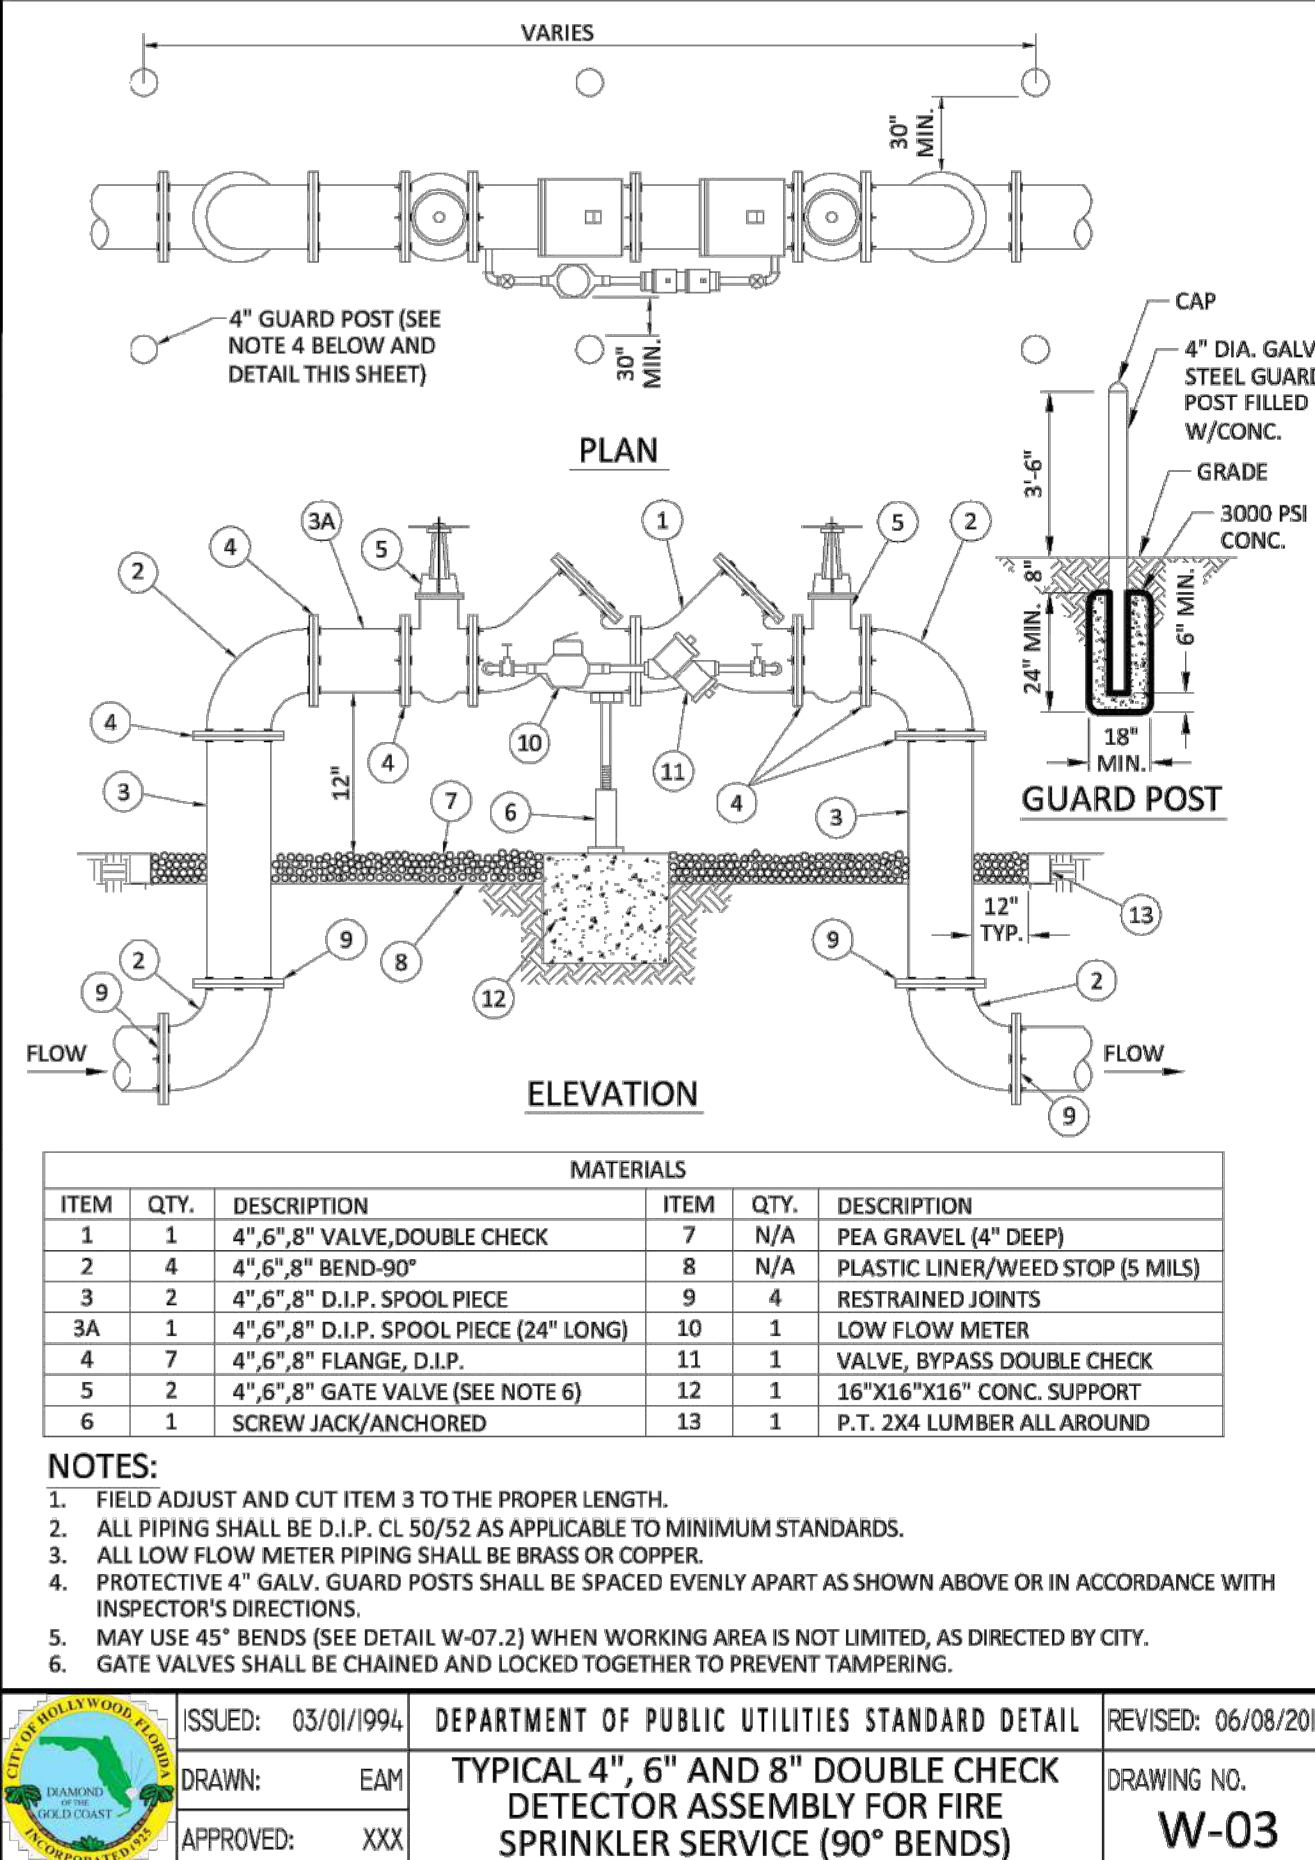 VARIES
30" MIN.
4" GUARD POST (SEE
NOTE 4 BELOW AND
DETAIL THIS SHEET)
30" MIN.
PLAN
CAP
4" DIA. GALV
STEEL GUARD
POST FILLED
W/CONC.
3'-6"
GRADE
3000 PSI
CONC.
8"
24" MIN.
6" MIN.
18"
MIN.
GUARD POST
3A
1
5
2
4
5
2
4
10
4
11
12"
3
7
6
4
3
12"
TYP.
13
9
2
8
9
9
12
2
FLOW
FLOW
9
ELEVATION
MATERIALS
ITEM QTY. DESCRIPTION ITEM QTY. DESCRIPTION
1 1 4",6",8" VALVE,DOUBLE CHECK 7 N/A PEA GRAVEL (4" DEEP)
2 4 4",6",8" BEND-90° 8 N/A PLASTIC LINER/WEED STOP (5 MILS)
3 2 4",6",8" D.I.P. SPOOL PIECE 9 4 RESTRAINED JOINTS
3A 1 4",6",8" D.I.P. SPOOL PIECE (24" LONG) 10 1 LOW FLOW METER
4 7 4",6",8" FLANGE, D.I.P. 11 1 VALVE, BYPASS DOUBLE CHECK
5 2 4",6",8" GATE VALVE (SEE NOTE 6) 12 1 16"X16"X16" CONC. SUPPORT
6 1 SCREW JACK/ANCHORED 13 1 P.T. 2X4 LUMBER ALL AROUND
NOTES:
1. FIELD ADJUST AND CUT ITEM 3 TO THE PROPER LENGTH.
2. ALL PIPING SHALL BE D.I.P. CL 50/52 AS APPLICABLE TO MINIMUM STANDARDS.
3. ALL LOW FLOW METER PIPING SHALL BE BRASS OR COPPER.
4. PROTECTIVE 4" GALV. GUARD POSTS SHALL BE SPACED EVENLY APART AS SHOWN ABOVE OR IN ACCORDANCE WITH
INSPECTOR'S DIRECTIONS.
5. MAY USE 45° BENDS (SEE DETAIL W-07.2) WHEN WORKING AREA IS NOT LIMITED, AS DIRECTED BY CITY.
6. GATE VALVES SHALL BE CHAINED AND LOCKED TOGETHER TO PREVENT TAMPERING.
CITY OF HOLLYWOOD, FLORIDA
DIAMOND
OF THE
GOLD COAST
INCORPORATED 1925
ISSUED: 03/01/1994
DRAWN: EAM
APPROVED: XXX
DEPARTMENT OF PUBLIC UTILITIES STANDARD DETAIL
TYPICAL 4", 6" AND 8" DOUBLE CHECK
DETECTOR ASSEMBLY FOR FIRE
SPRINKLER SERVICE (90° BENDS)
REVISED: 06/08/201
DRAWING NO.
W-03